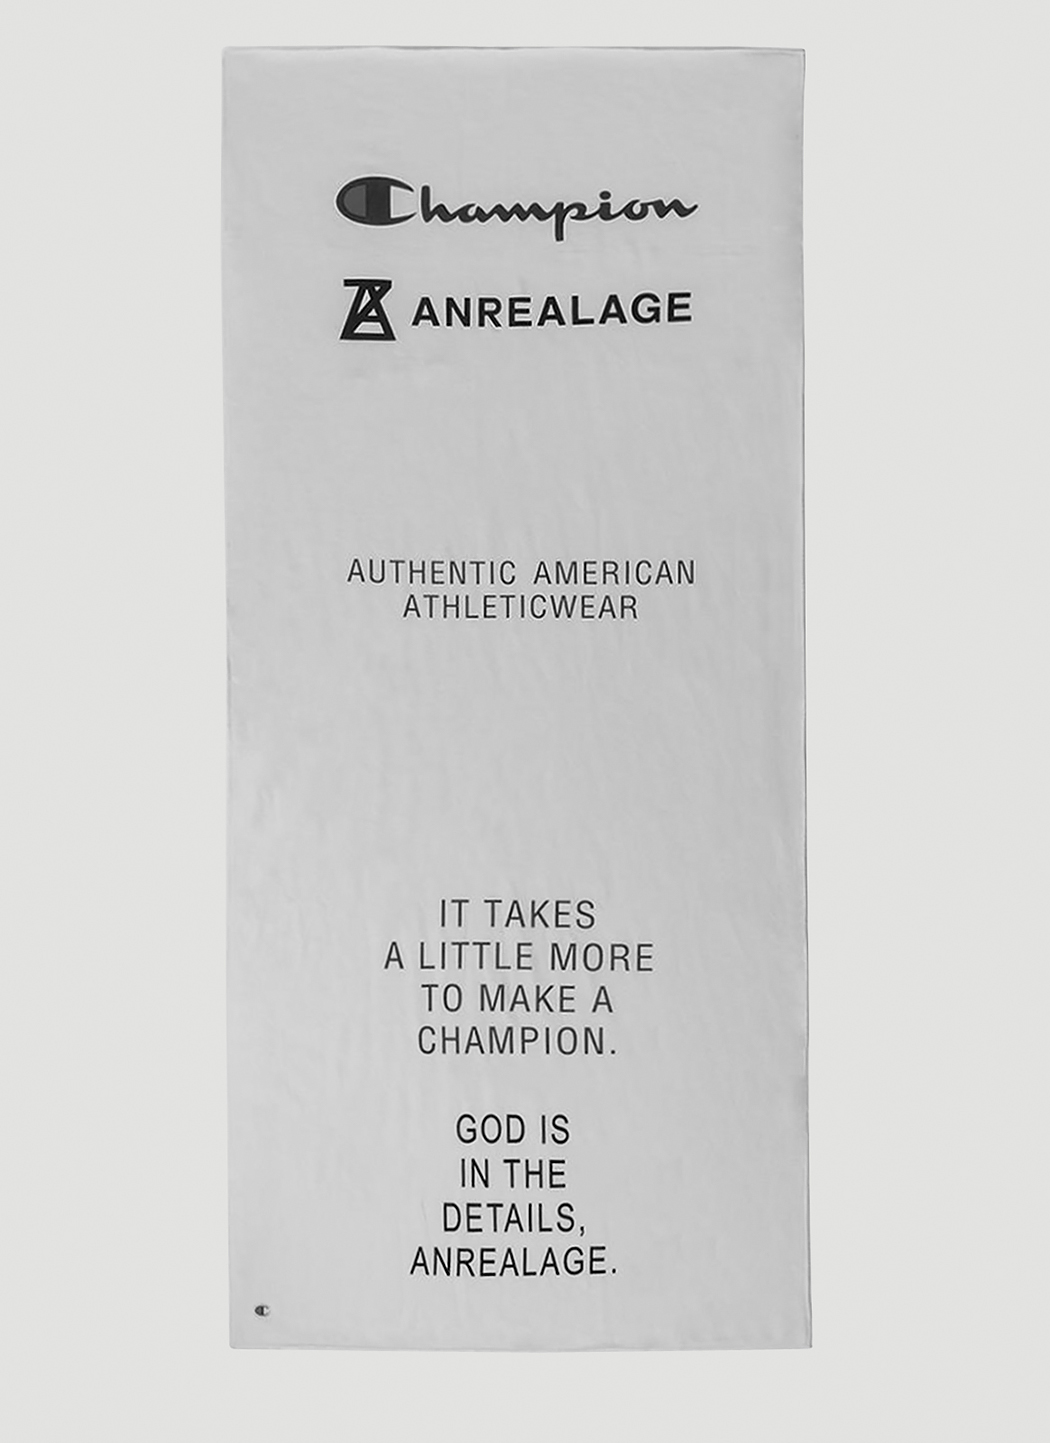 Champion
ANREALAGE
AUTHENTIC AMERICAN
ATHLETICWEAR
IT TAKES
A LITTLE MORE
TO MAKE A
CHAMPION.
GOD IS
IN THE
DETAILS,
ANREALAGE.